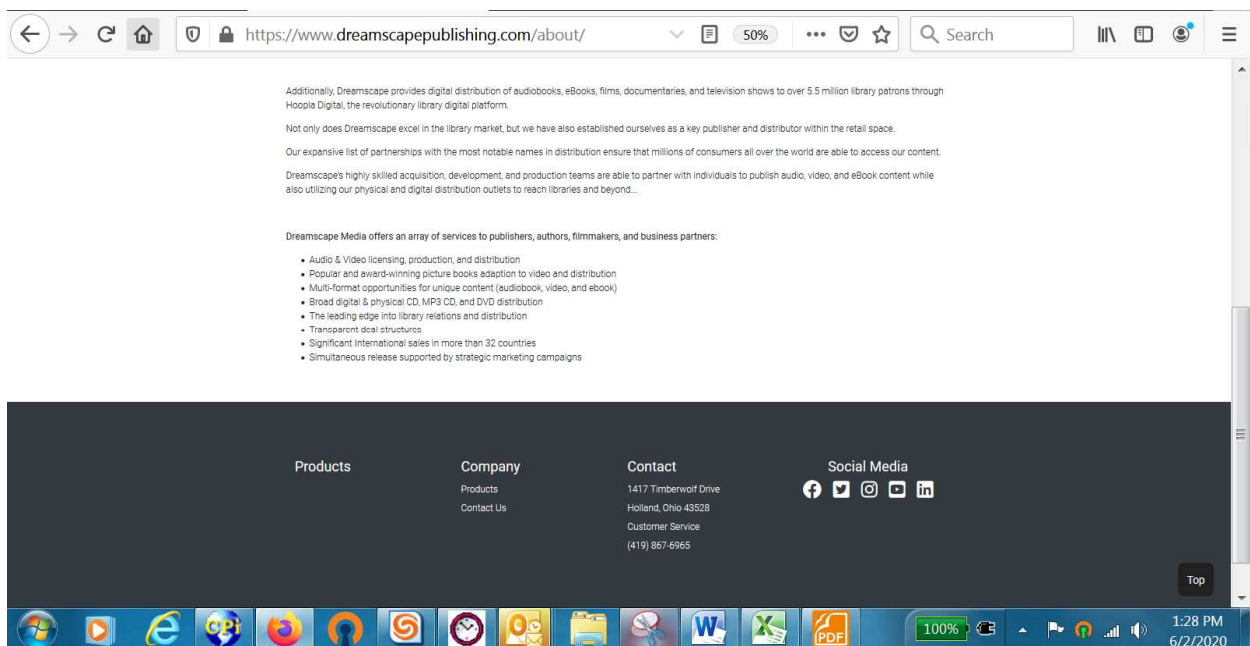 https://www.dreamscapepublishing.com/about/
50%
Search
Additionally, Dreamscape provides digital distribution of audiobooks, eBooks, films, documentaries, and television shows to over 5.5 million library patrons through
Hoopla Digital, the revolutionary library digital platform.
Not only does Dreamscape excel in the library market, but we have also established ourselves as a key publisher and distributor within the retail space.
Our expansive list of partnerships with the most notable names in distribution ensure that millions of consumers all over the world are able to access our content.
Dreamscape's highly skilled acquisition, development, and production teams are able to partner with individuals to publish audio, video, and eBook content while
also utilizing our physical and digital distribution outlets to reach libraries and beyond...
Dreamscape Media offers an array of services to publishers, authors, filmmakers, and business partners:
• Audio & Video licensing, production, and distribution
• Popular and award-winning picture books adaption to video and distribution
• Multi-format opportunities for unique content (audiobook, video, and ebook)
• Broad digital & physical CD, MP3 CD, and DVD distribution
• The leading edge into library relations and distribution
• Transparent deal structures
• Significant International sales in more than 32 countries
• Simultaneous release supported by strategic marketing campaigns
Products
Company
Products
Contact Us
Contact
1417 Timberwolf Drive
Holland, Ohio 43528
Customer Service
(419) 867-6965
Social Media
Top
CPi
PDF
100%
1:28 PM
6/2/2020